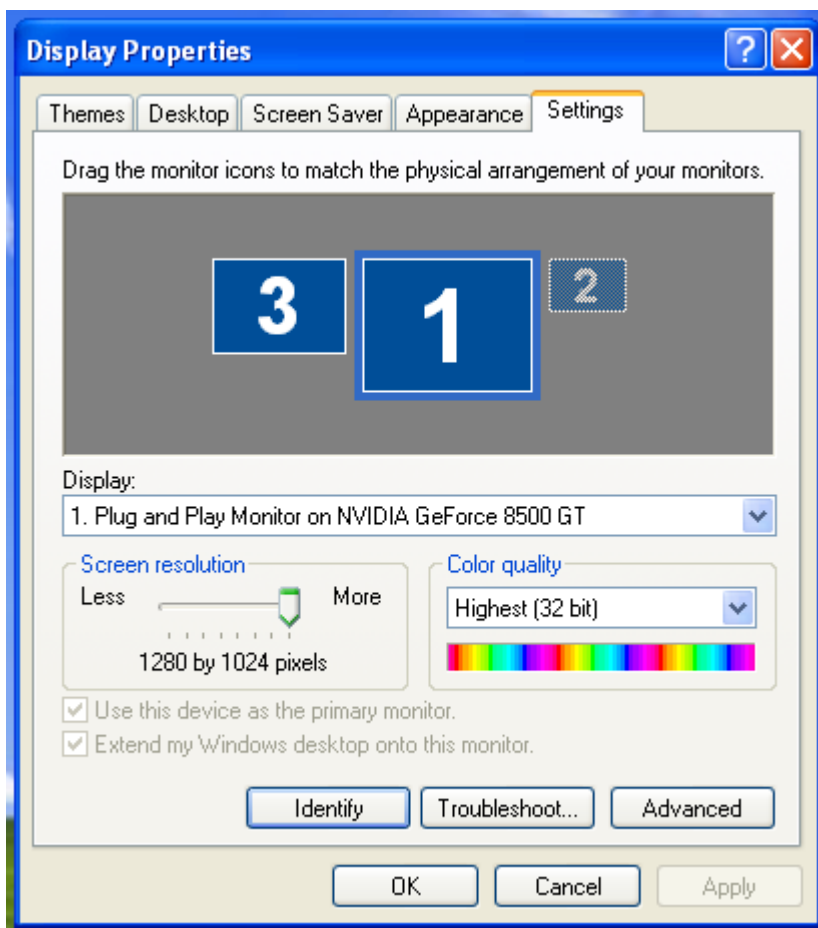 Display Properties
Themes Desktop Screen Saver Appearance Settings
Drag the monitor icons to match the physical arrangement of your monitors.
3 1 2
Display:
1. Plug and Play Monitor on NVIDIA GeForce 8500 GT
Screen resolution Color quality
Less More Highest (32 bit)
1280 by 1024 pixels
Use this device as the primary monitor.
Extend my Windows desktop onto this monitor.
Identify Troubleshoot... Advanced
OK Cancel Apply